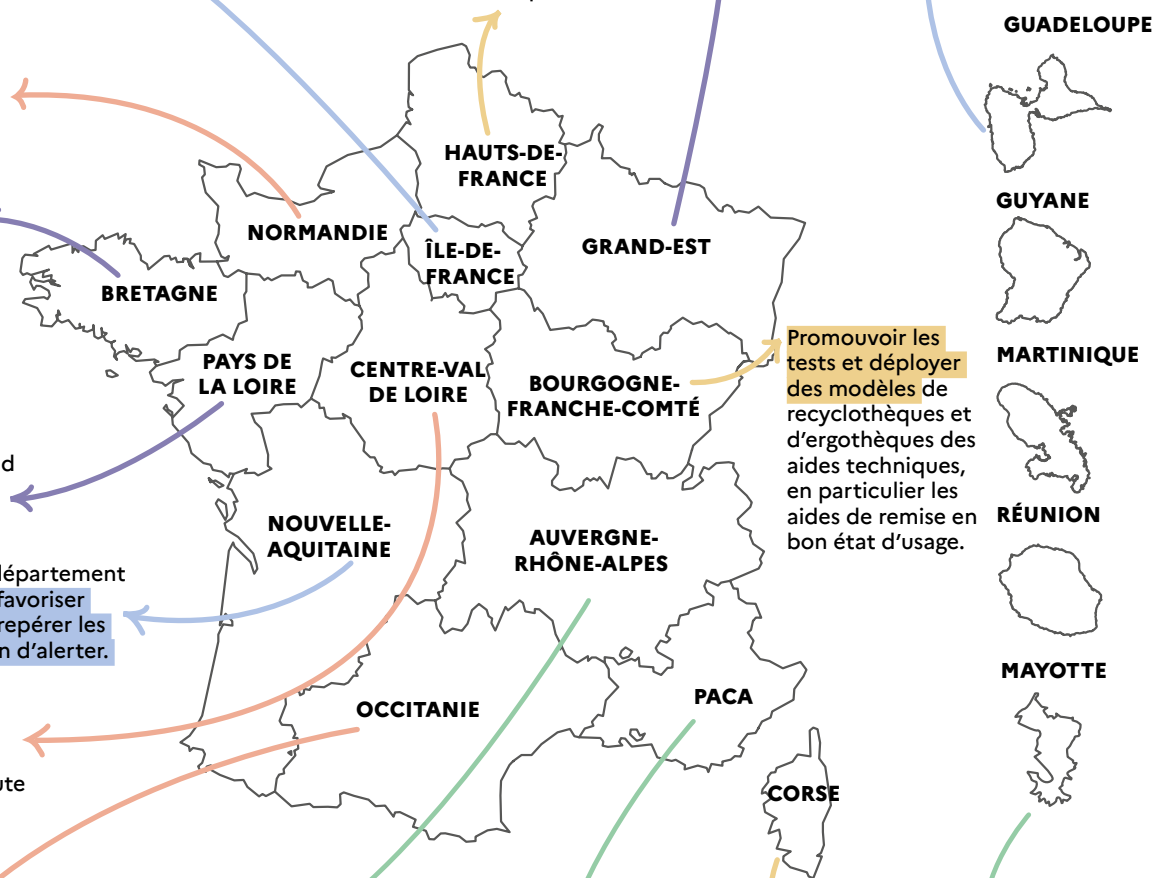 GUADELOUPE
HAUTS-DE-
FRANCE
GUYANE
NORMANDIE
ÎLE-DE-
FRANCE
GRAND-EST
BRETAGNE
Promouvoir les
tests et déployer
des modèles de
recyclothèques et
d'ergothèques des
aides techniques,
en particulier les
aides de remise en
bon état d'usage.
MARTINIQUE
PAYS DE
LA LOIRE
CENTRE-VAL
DE LOIRE
BOURGOGNE-
FRANCHE-COMTÉ
d
RÉUNION
NOUVELLE-
AQUITAINE
AUVERGNE-
RHÔNE-ALPES
département
favoriser
repérer les
n d'alerter.
MAYOTTE
PACA
OCCITANIE
ute
CORSE